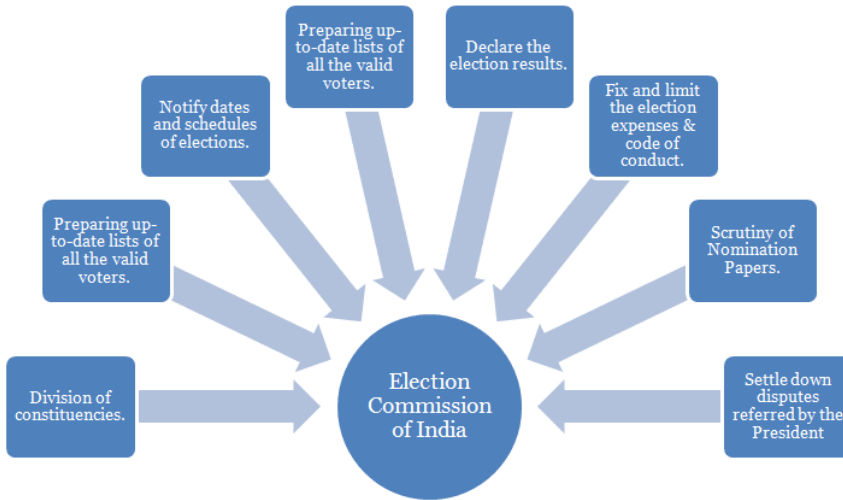 Preparing up-
to-date lists of
all the valid
voters.
Declare the
election results.
Notify dates
and schedules
of elections.
Fix and limit
the election
expenses &
code of
conduct.
Preparing up-
to-date lists of
all the valid
voters.
Scrutiny of
Nomination
Papers.
Division of
constituencies.
Election
Commission
of India
Settle down
disputes
referred by the
President